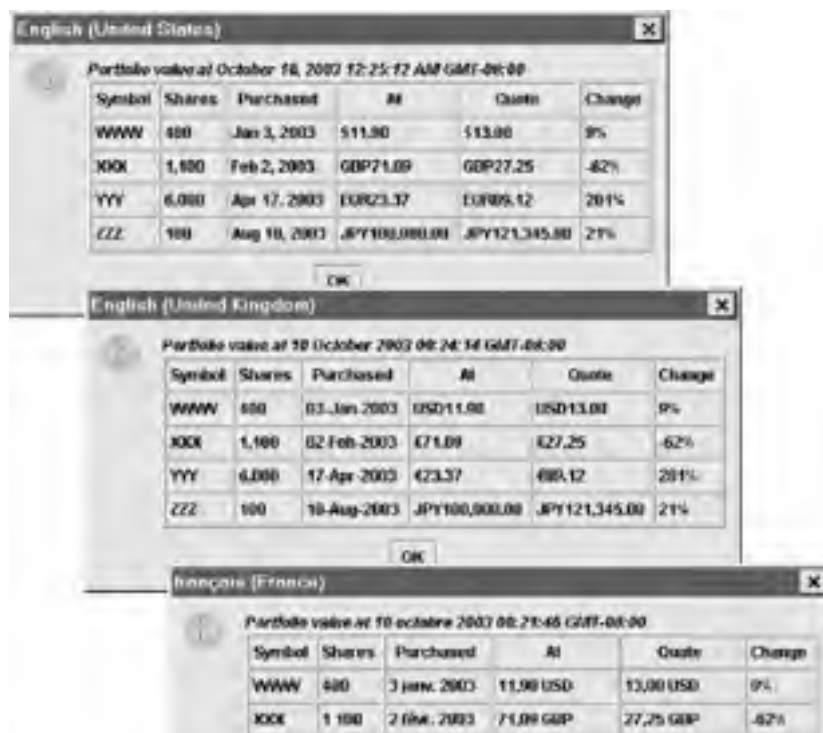 English (United States)
Portfolio value at October 10, 2003 12:25:12 AM GMT-08:00
Symbol Shares Purchased At Quote Change
WWW 400 Jan 3, 2003 $11.90 $13.00 9%
XXX 1,100 Feb 2, 2003 GBP71.09 GBP27.25 -62%
YYY 6,000 Apr 17, 2003 EUR23.37 201%
ZZZ 100 Aug 10, 2003 JPY100,000.00 JPY121,345.00 21%
OK
English (United Kingdom)
Portfolio value at 10 October 2003 00:24:14 GMT-08:00
Symbol Shares Purchased At Quote Change
WWW 400 03-Jan-2003 USD11.90 USD13.00 9%
XXX 1,100 02-Feb-2003 £71.09 £27.25 -62%
YYY 6,000 17-Apr-2003 €23.37 201%
ZZZ 100 10-Aug-2003 JPY100,000.00 JPY121,345.00 21%
OK
français (France)
Portfolio value at 10 octobre 2003 00:21:46 GMT-08:00
Symbol Shares Purchased At Quote Change
WWW 400 3 janv. 2003 11,90 USD 13,00 USD 9%
XXX 1 100 2 févr. 2003 71,09 GBP 27,25 GBP -62%